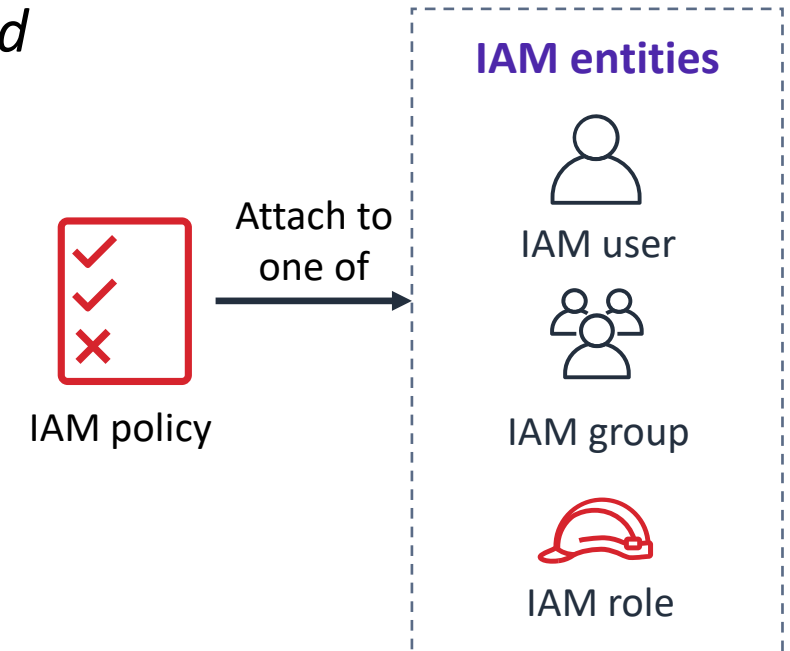 d
IAM entities
Attach to
one of
IAM user
IAM policy
IAM group
IAM role